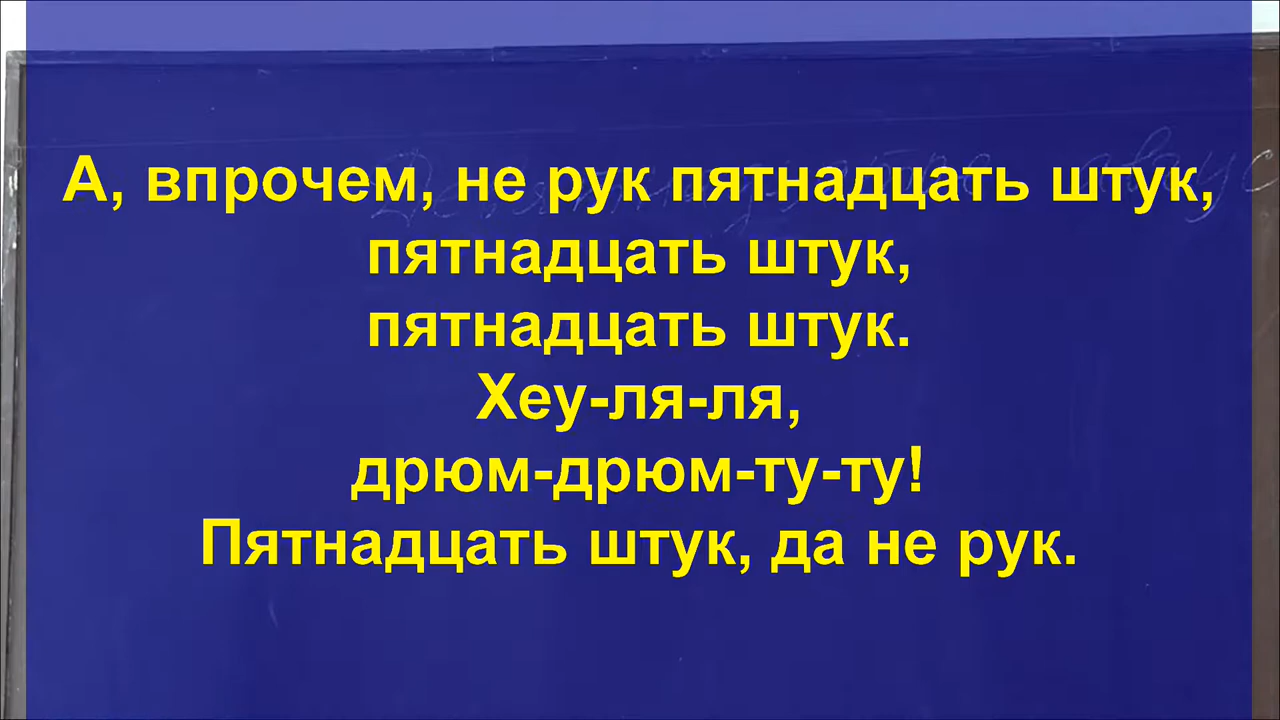 А, впрочем, не рук пятнадцать штук,
пятнадцать штук,
пятнадцать штук.
Хеу-ля-ля,
дрюм-дрюм-ту-ту!
Пятнадцать штук, да не рук.